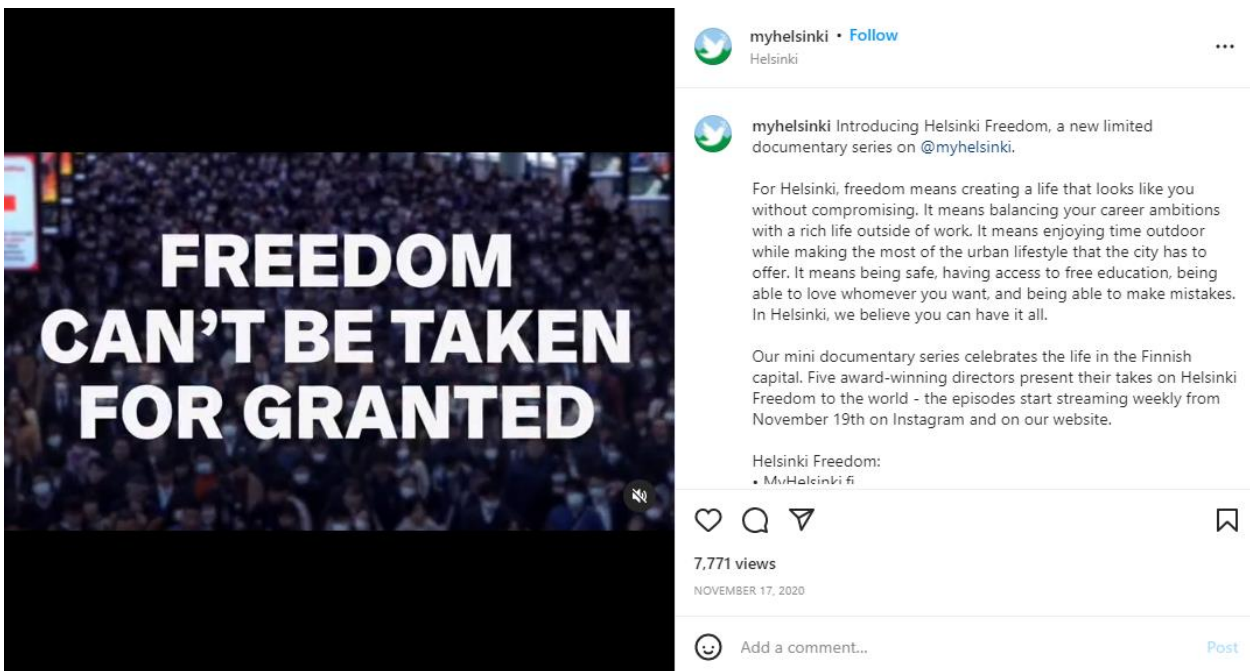 FREEDOM
CAN'T BE TAKEN
FOR GRANTED
myhelsinki • Follow
Helsinki
myhelsinki Introducing Helsinki Freedom, a new limited
documentary series on @myhelsinki.
For Helsinki, freedom means creating a life that looks like you
without compromising. It means balancing your career ambitions
with a rich life outside of work. It means enjoying time outdoor
while making the most of the urban lifestyle that the city has to
offer. It means being safe, having access to free education, being
able to love whomever you want, and being able to make mistakes.
In Helsinki, we believe you can have it all.
Our mini documentary series celebrates the life in the Finnish
capital. Five award-winning directors present their takes on Helsinki
Freedom to the world - the episodes start streaming weekly from
November 19th on Instagram and on our website.
Helsinki Freedom:
• MyHelsinki.fi
7,771 views
NOVEMBER 17, 2020
Add a comment...
Post